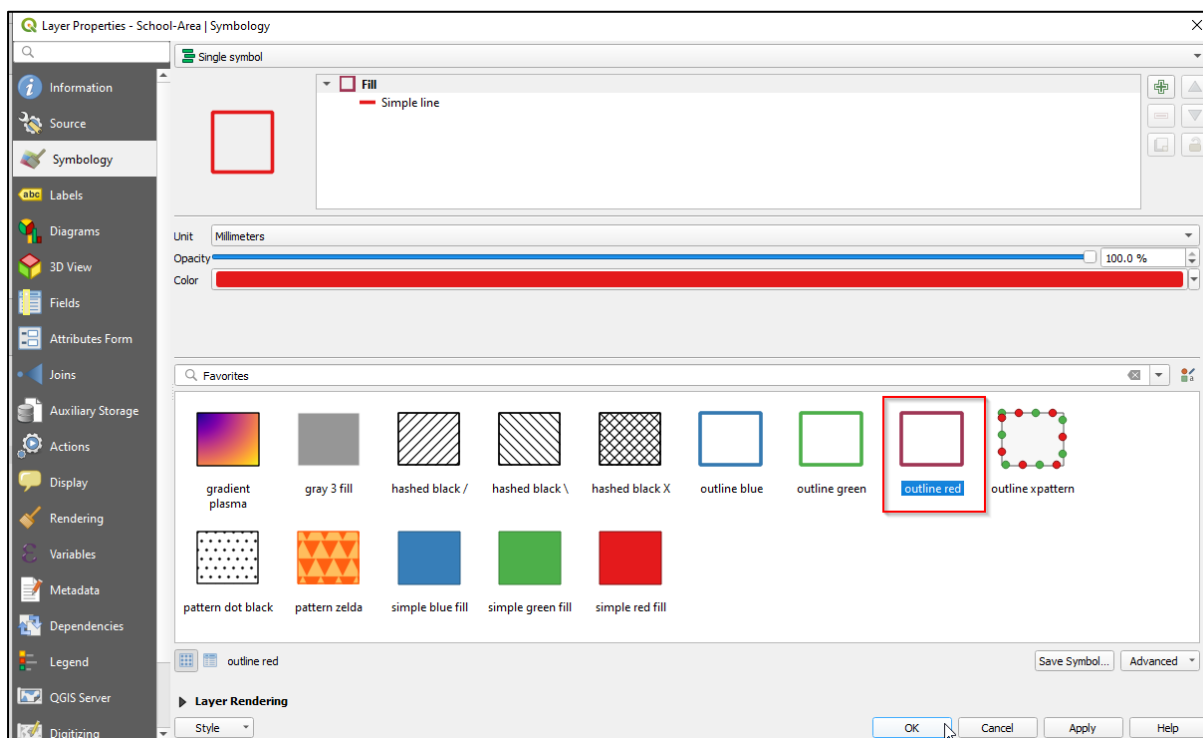 Layer Properties - School-Area | Symbology
Information
Source
Symbology
abc Labels
Diagrams
3D View
Fields
Attributes Form
Joins
Auxiliary Storage
Actions
Display
Rendering
Variables
Metadata
Dependencies
Legend
QGIS Server
Digitizing
Single symbol
Fill
Simple line
Unit Millimeters
Opacity 100.0 %
Color
Favorites
gradient plasma
gray 3 fill
hashed black /
hashed black \
hashed black X
outline blue
outline green
outline red
outline xpattern
pattern dot black
pattern zelda
simple blue fill
simple green fill
simple red fill
outline red
Save Symbol... Advanced
Layer Rendering
Style OK Cancel Apply Help